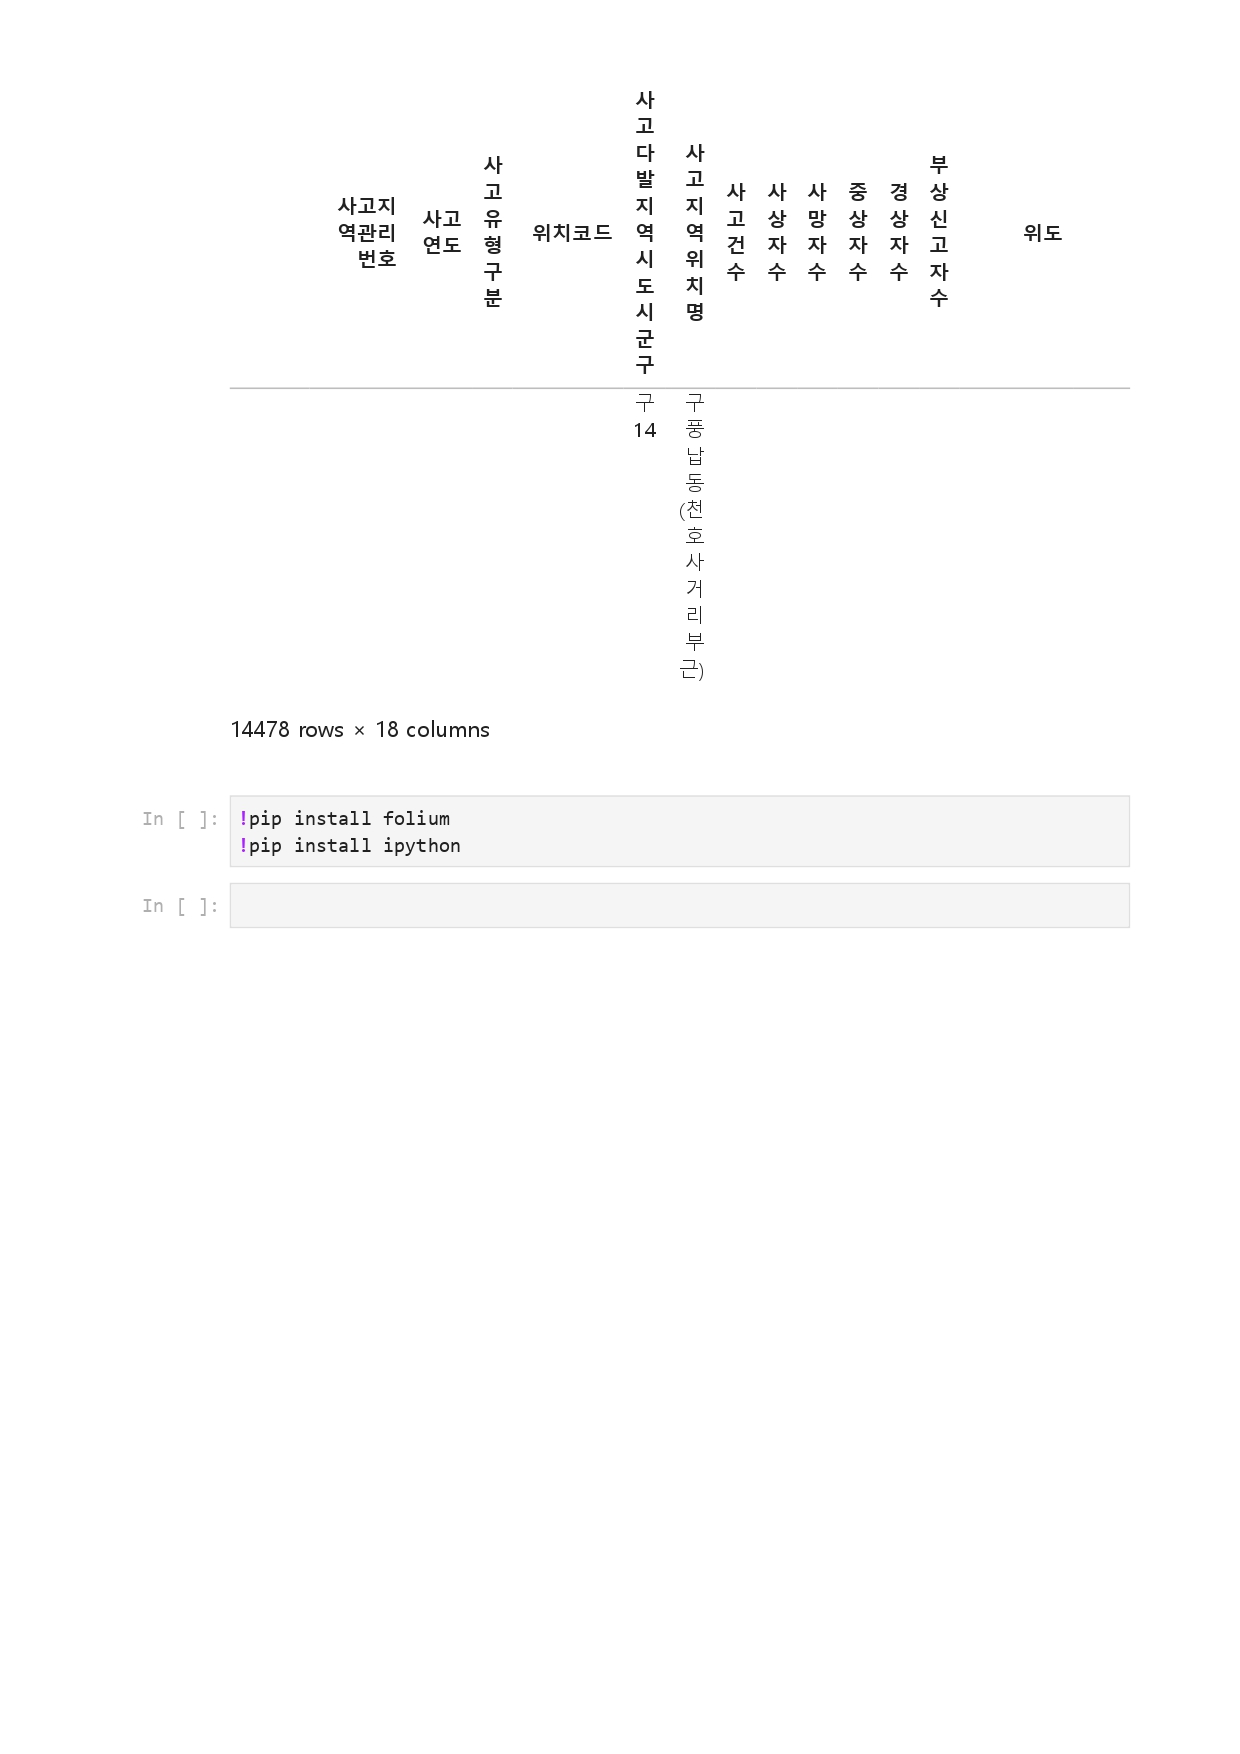 사고지역관리번호
사고연도
사고유형구분
위치코드
사고다발지역시도시군구
사고지역위치명
사고건수
사상자수
사망자수
중상자수
경상자수
부상신고자수
위도
구
14
구풍납동(천호사거리부근)
14478 rows × 18 columns
In [ ]: !pip install folium
!pip install ipython
In [ ]: